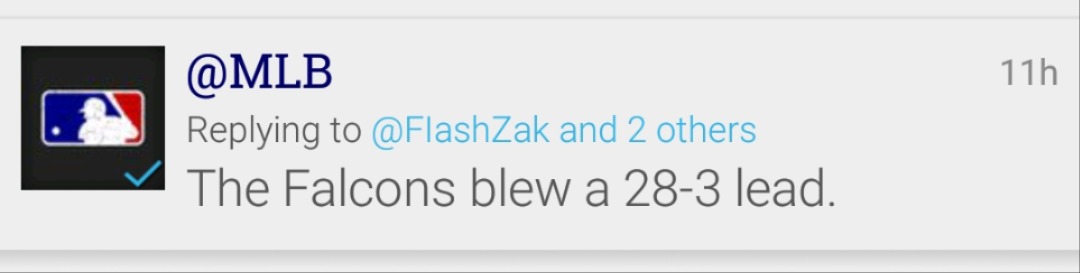 @MLB
11h
Replying to @FlashZak and 2 others
The Falcons blew a 28-3 lead.